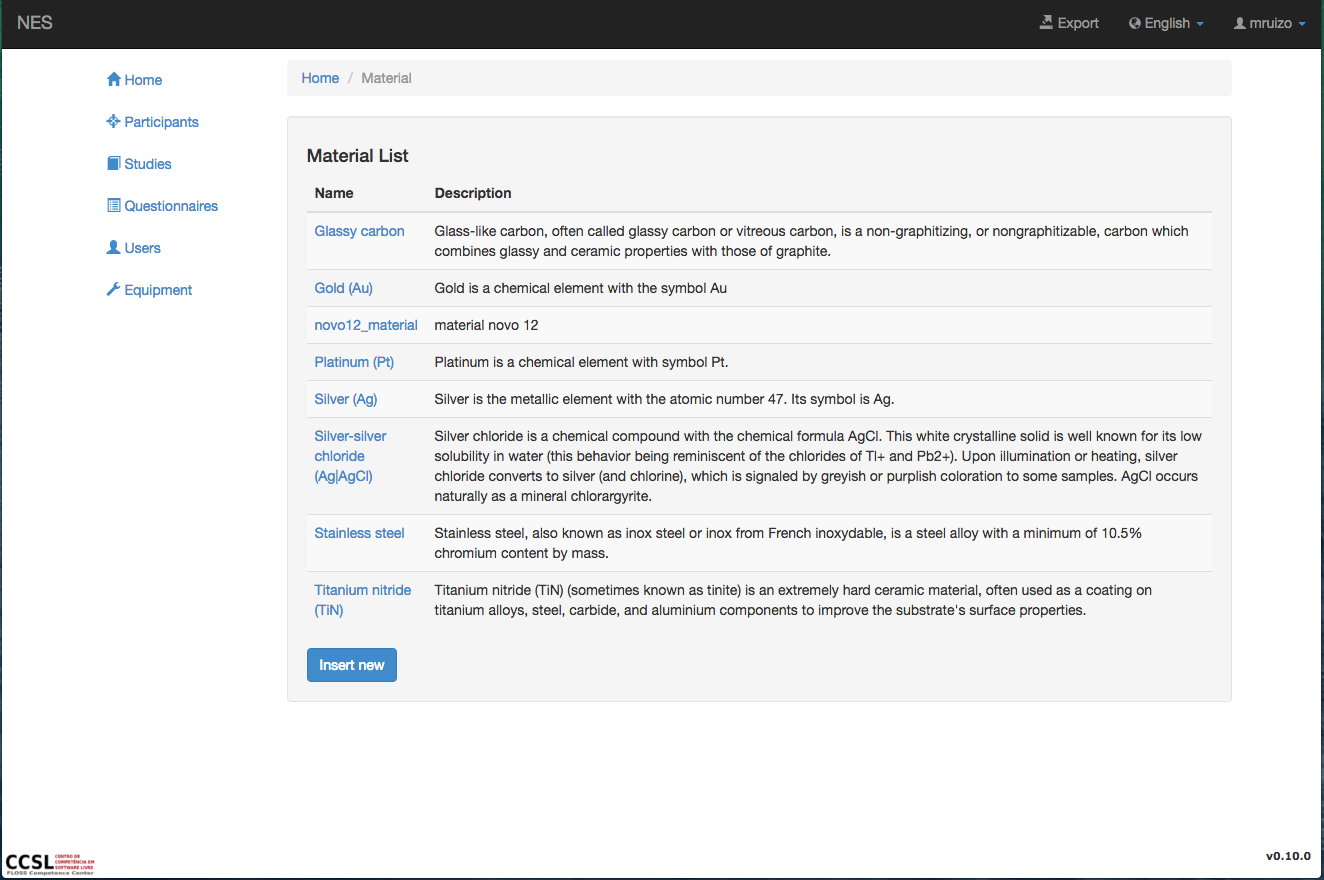 NES
Export
English
mruizo
Home
Participants
Studies
Questionnaires
Users
Equipment
Home / Material
Material List
Name Description
Glassy carbon Glass-like carbon, often called glassy carbon or vitreous carbon, is a non-graphitizing, or nongraphitizable, carbon which
combines glassy and ceramic properties with those of graphite.
Gold (Au) Gold is a chemical element with the symbol Au
novo12_material material novo 12
Platinum (Pt) Platinum is a chemical element with symbol Pt.
Silver (Ag) Silver is the metallic element with the atomic number 47. Its symbol is Ag.
Silver-silver Silver chloride is a chemical compound with the chemical formula AgCl. This white crystalline solid is well known for its low
chloride solubility in water (this behavior being reminiscent of the chlorides of Tl+ and Pb2+). Upon illumination or heating, silver
(Ag|AgCl) chloride converts to silver (and chlorine), which is signaled by greyish or purplish coloration to some samples. AgCl occurs
naturally as a mineral chlorargyrite.
Stainless steel Stainless steel, also known as inox steel or inox from French inoxydable, is a steel alloy with a minimum of 10.5%
chromium content by mass.
Titanium nitride Titanium nitride (TiN) (sometimes known as tinite) is an extremely hard ceramic material, often used as a coating on
(TiN) titanium alloys, steel, carbide, and aluminium components to improve the substrate's surface properties.
Insert new
CCSL
CENTRO DE
COMPETÊNCIA EM
SOFTWARE LIVRE
FLOSS Competence Center
v0.10.0